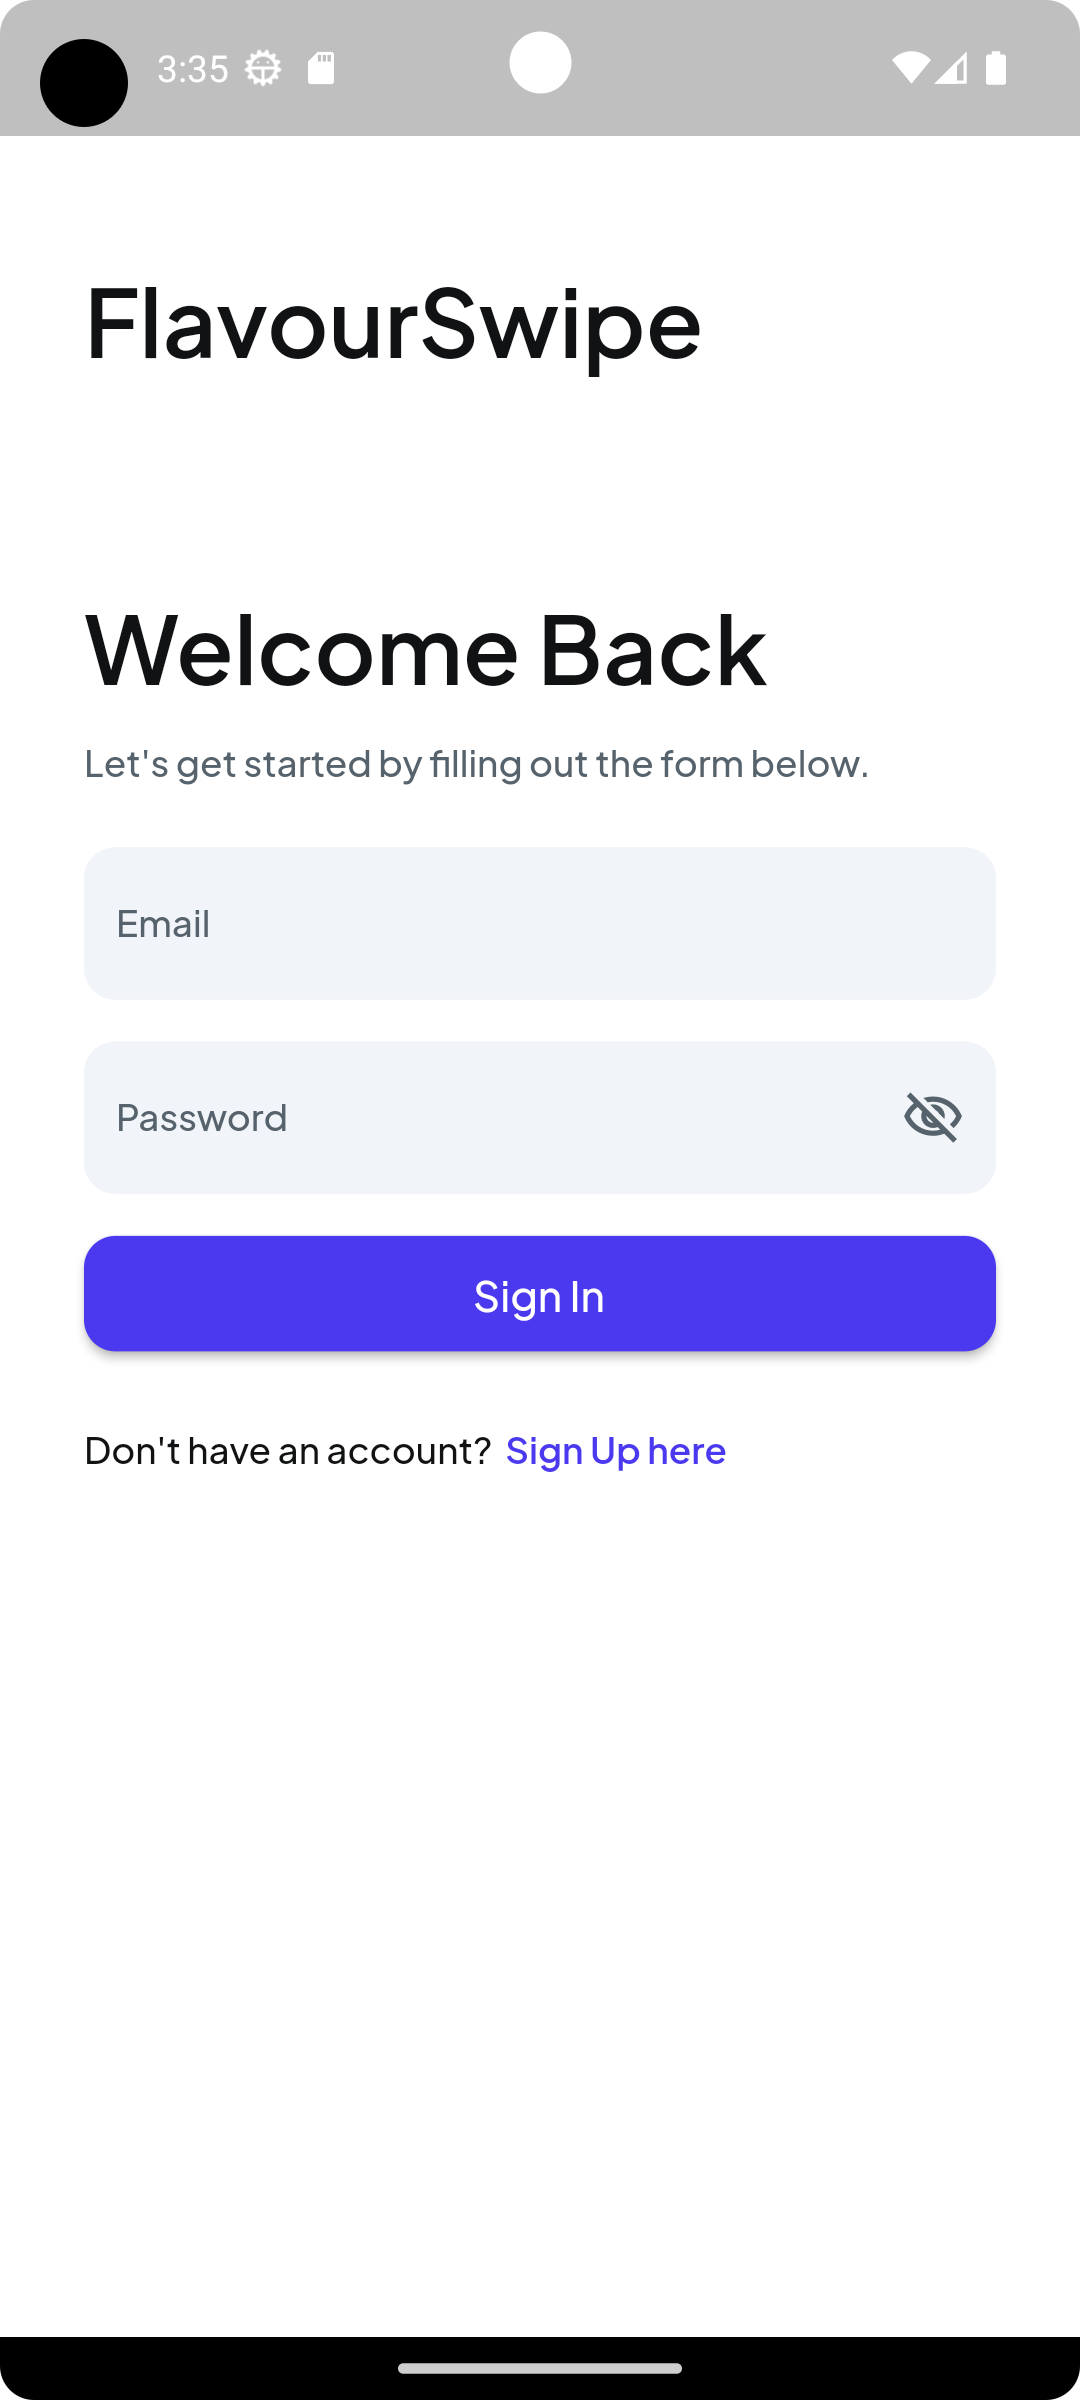 3:35
FlavourSwipe
Welcome Back
Let's get started by filling out the form below.
Email
Password
Sign In
Don't have an account? Sign Up here